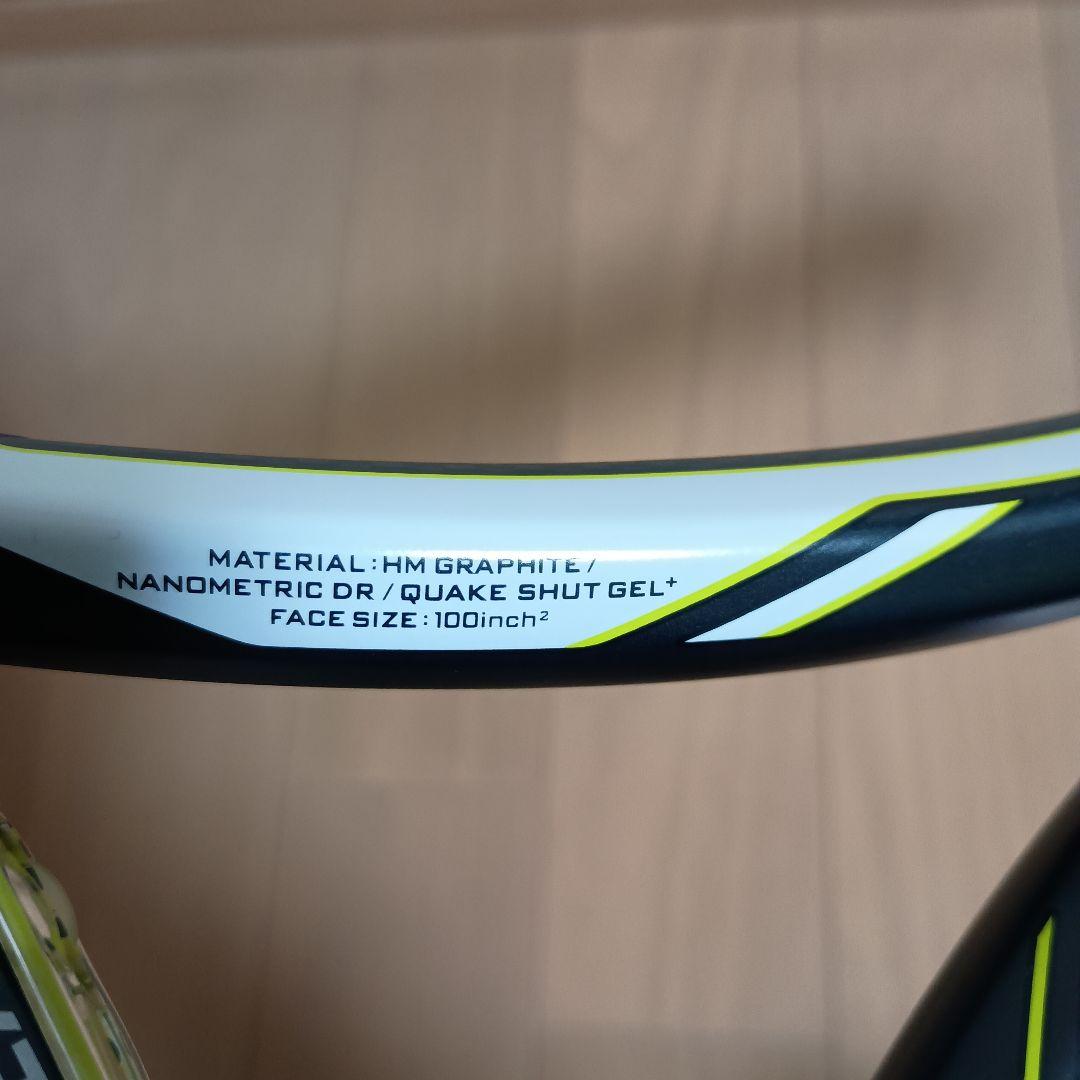 MATERIAL:HM GRAPHITE/
NANOMETRIC DR/QUAKE SHUT GEL⁺
FACE SIZE:100inch²